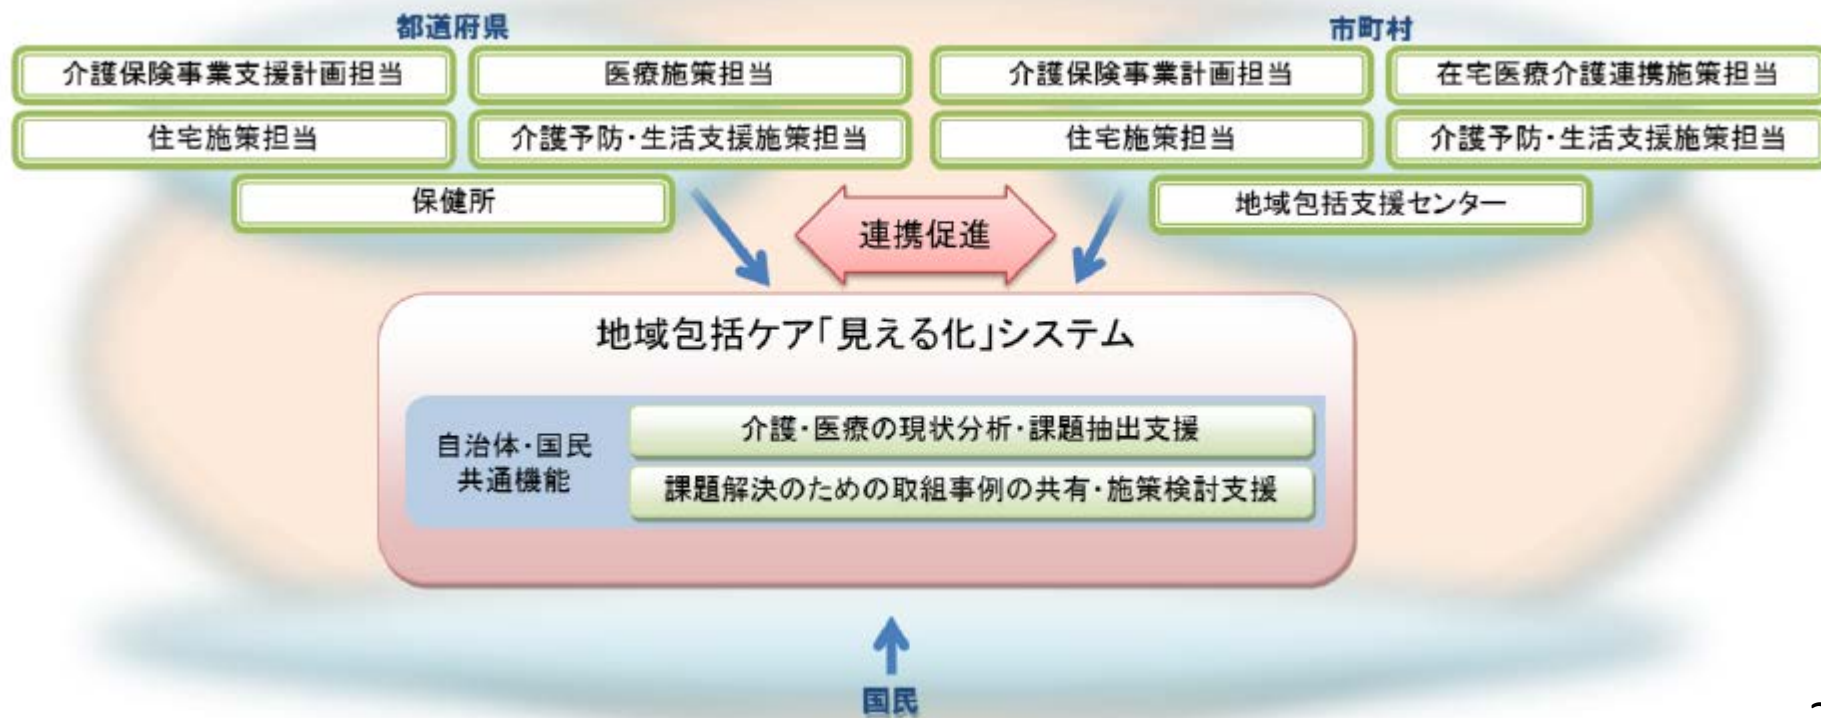 都道府県
市町村
介護保険事業支援計画担当
医療施策担当
介護保険事業計画担当
在宅医療介護連携施策担当
住宅施策担当
介護予防・生活支援施策担当
住宅施策担当
介護予防・生活支援施策担当
保健所
地域包括支援センター
連携促進
地域包括ケア「見える化」システム
自治体・国民
共通機能
介護・医療の現状分析・課題抽出支援
課題解決のための取組事例の共有・施策検討支援
国民